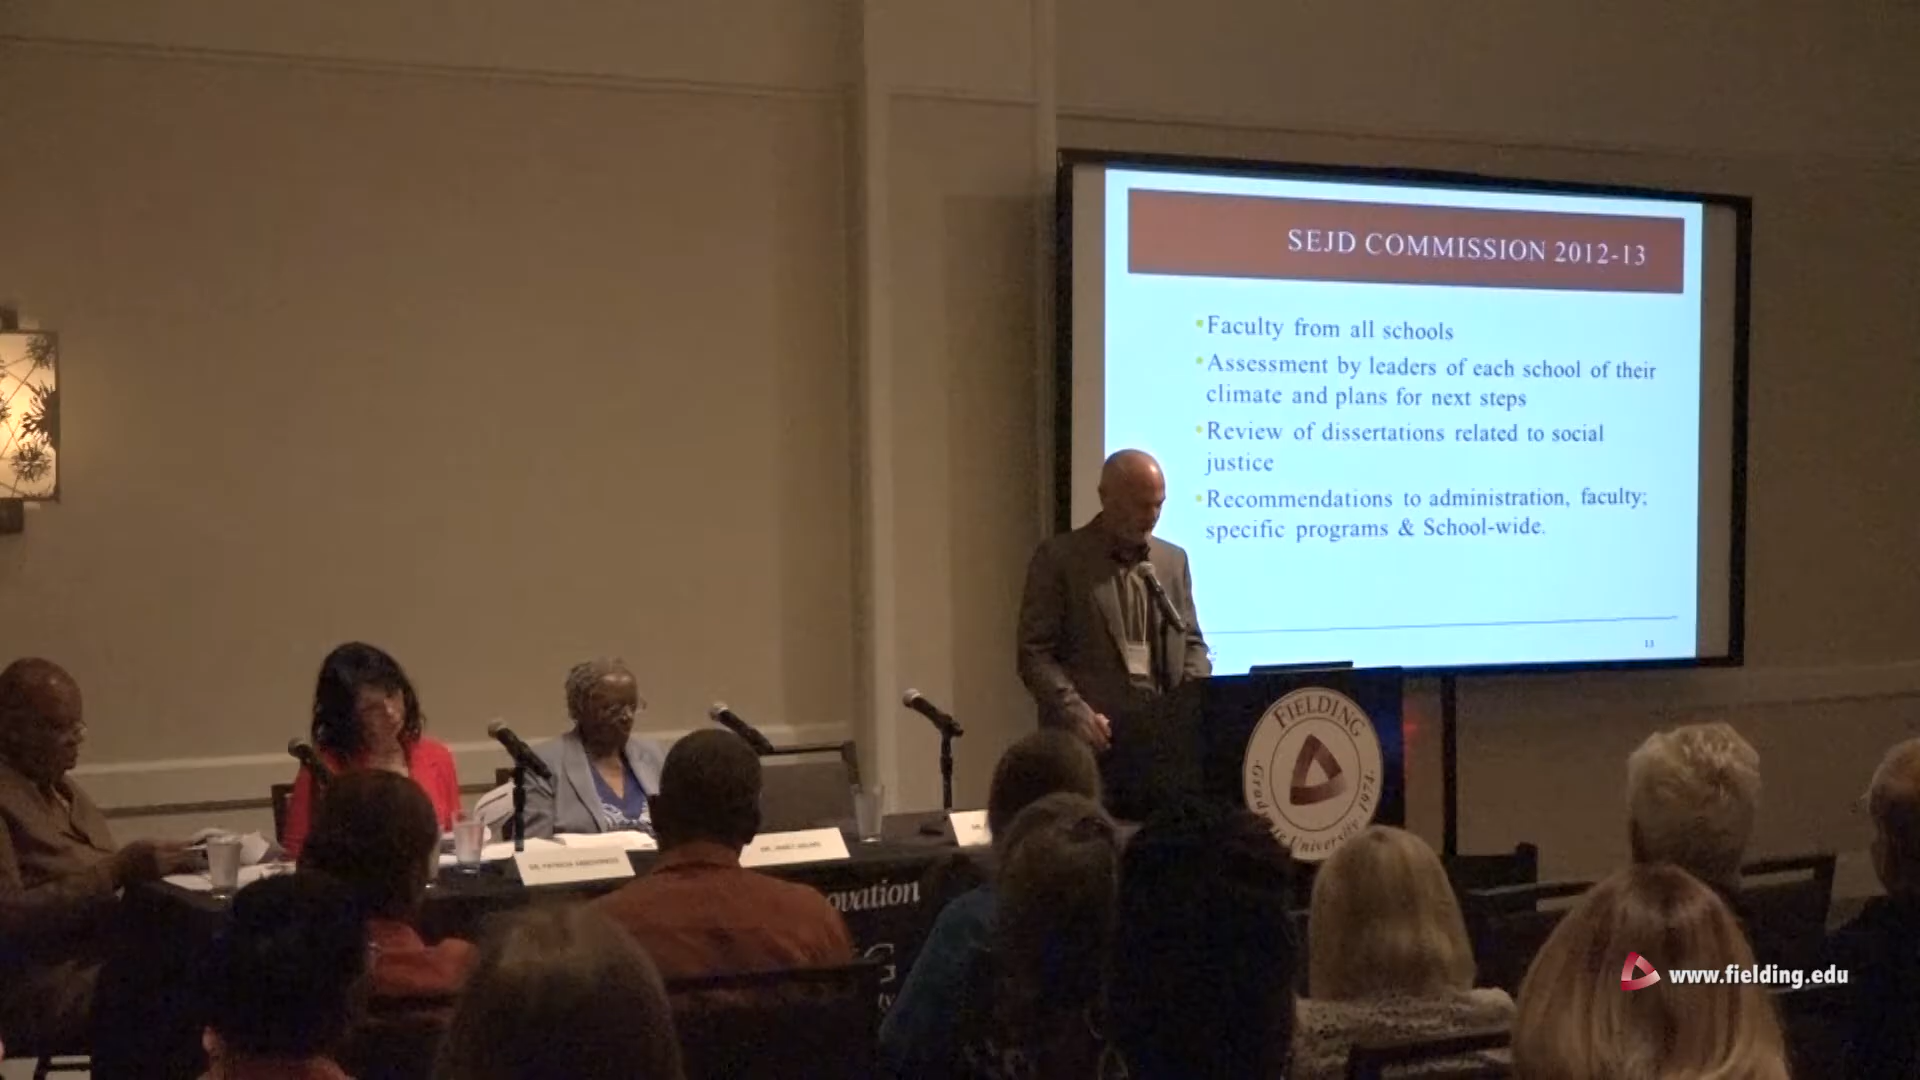 SEJD COMMISSION 2012-13
Faculty from all schools
Assessment by leaders of each school of their
climate and plans for next steps
Review of dissertations related to social
justice
Recommendations to administration, faculty;
specific programs & School-wide.
13
FIELDING
Graduate University · 1974 ·
DR.
ovation
www.fielding.edu